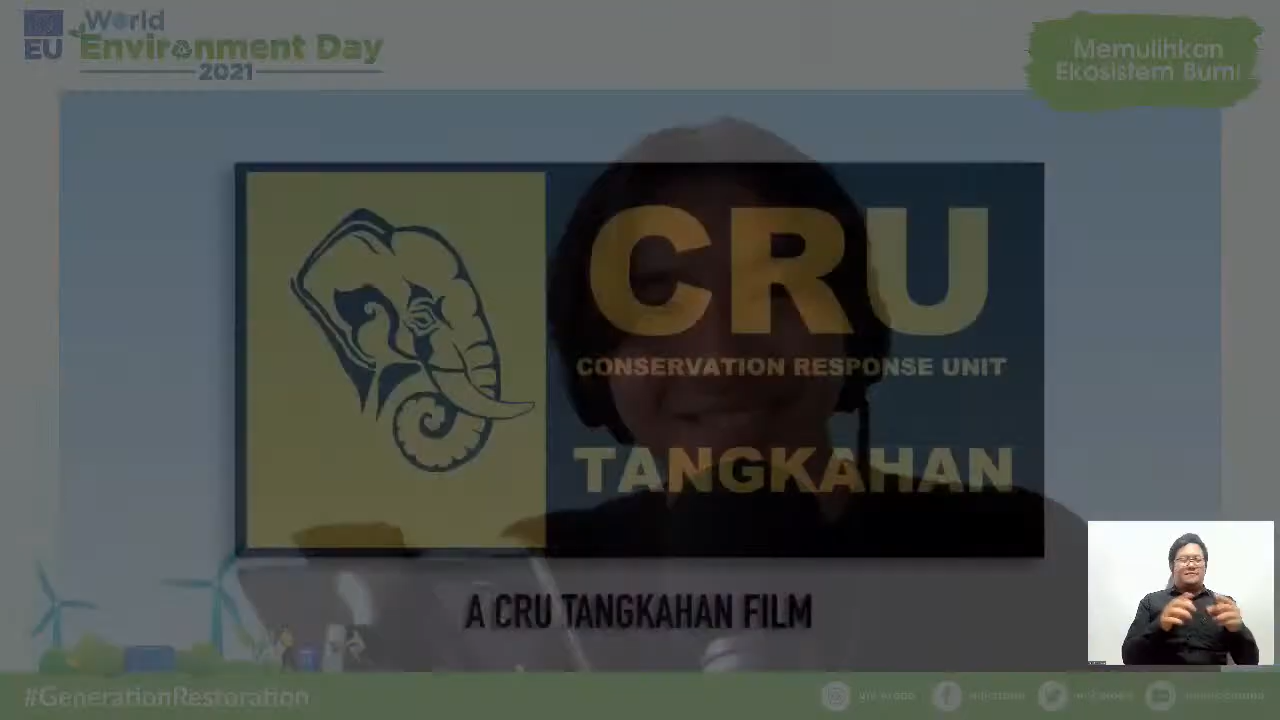 World
EU
Environment Day
2021
Memulihkan
Ekosistem Bumi
CRU
CONSERVATION RESPONSE UNIT
TANGKAHAN
A CRU TANGKAHAN FILM
#GenerationRestoration